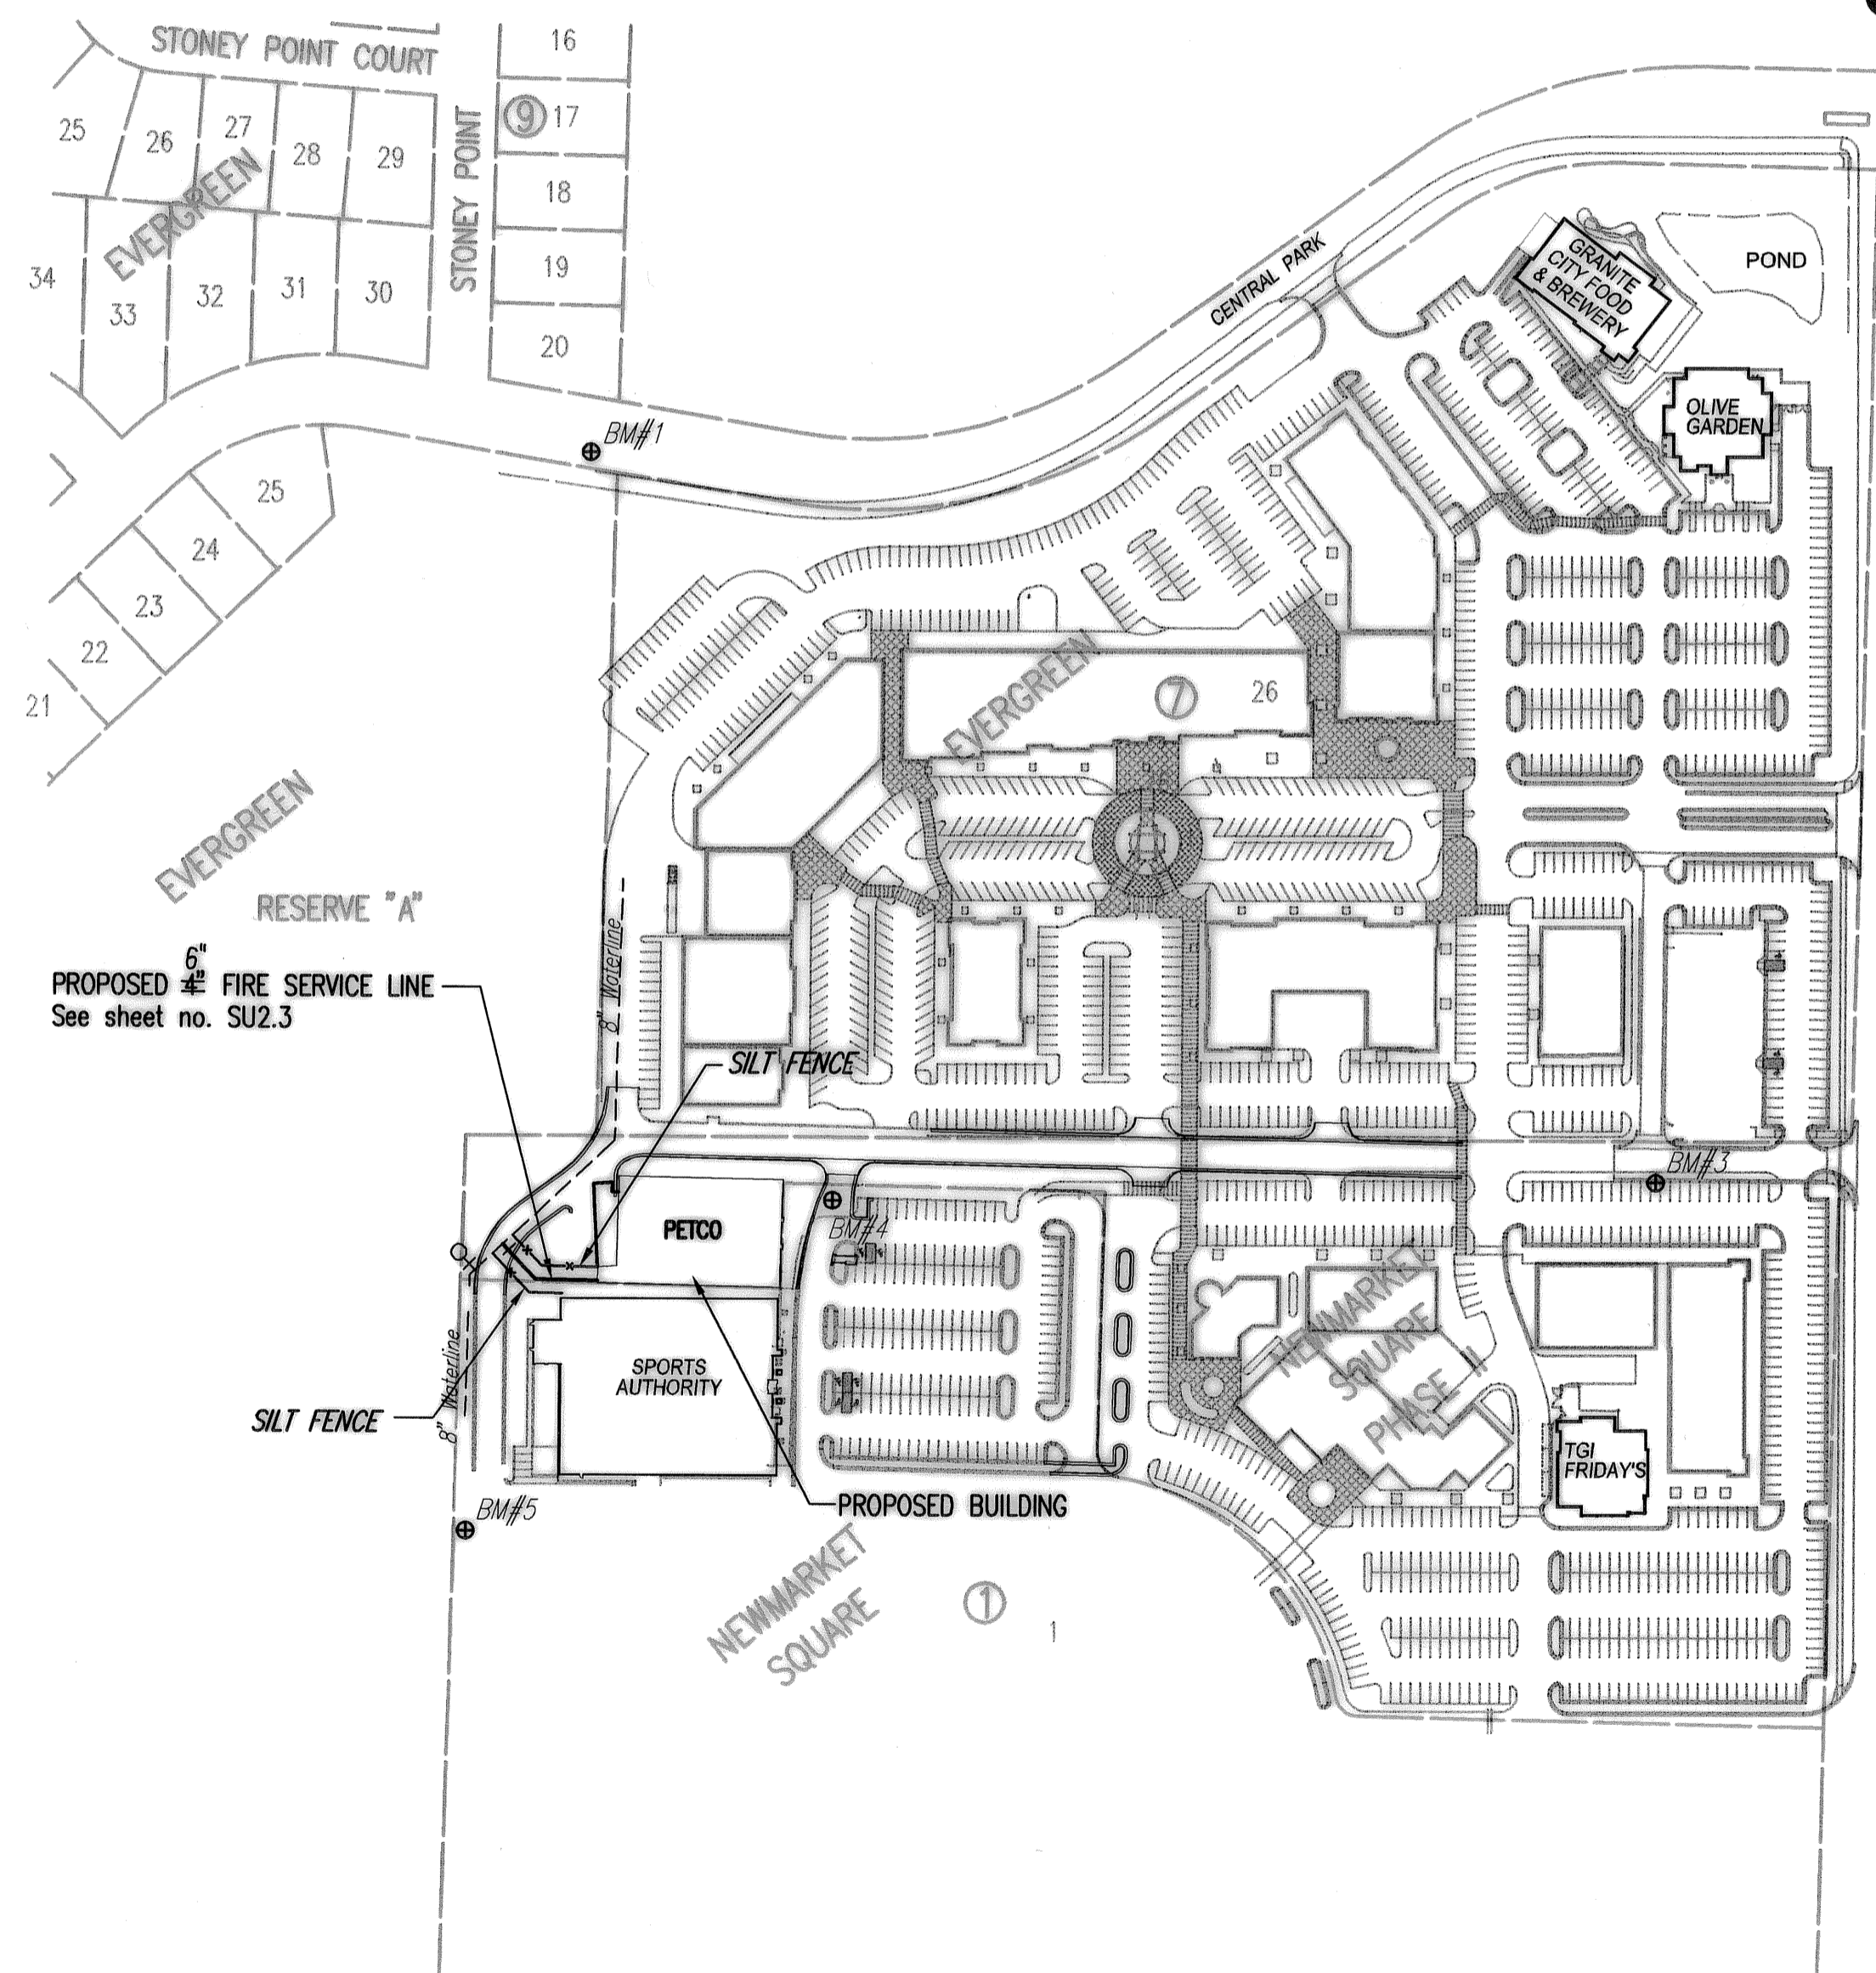 STONEY POINT COURT
16
9
17
18
19
20
25
26
27
28
29
STONEY POINT
EVERGREEN
34
33
32
31
30
CENTRAL PARK
GRANITE
CITY FOOD
& BREWERY
POND
OLIVE
GARDEN
BM#1
25
24
23
22
21
EVERGREEN
7
26
EVERGREEN
RESERVE "A"
6"
PROPOSED 4" FIRE SERVICE LINE
See sheet no. SU2.3
8" Waterline
SILT FENCE
BM#3
PETCO
BM#4
NEWMARKET
SQUARE
PHASE II
SPORTS
AUTHORITY
8" Waterline
SILT FENCE
TGI
FRIDAY'S
PROPOSED BUILDING
BM#5
NEWMARKET
SQUARE
1
1